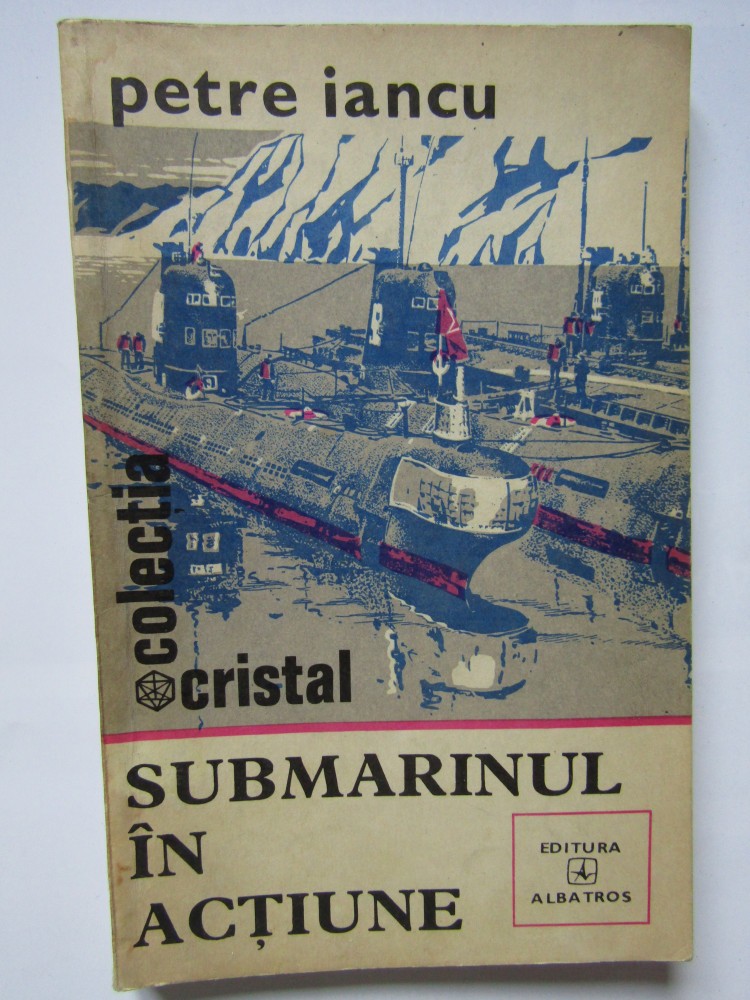 petre iancu
colecția
cristal
SUBMARINUL
ÎN
ACȚIUNE
EDITURA
ALBATROS